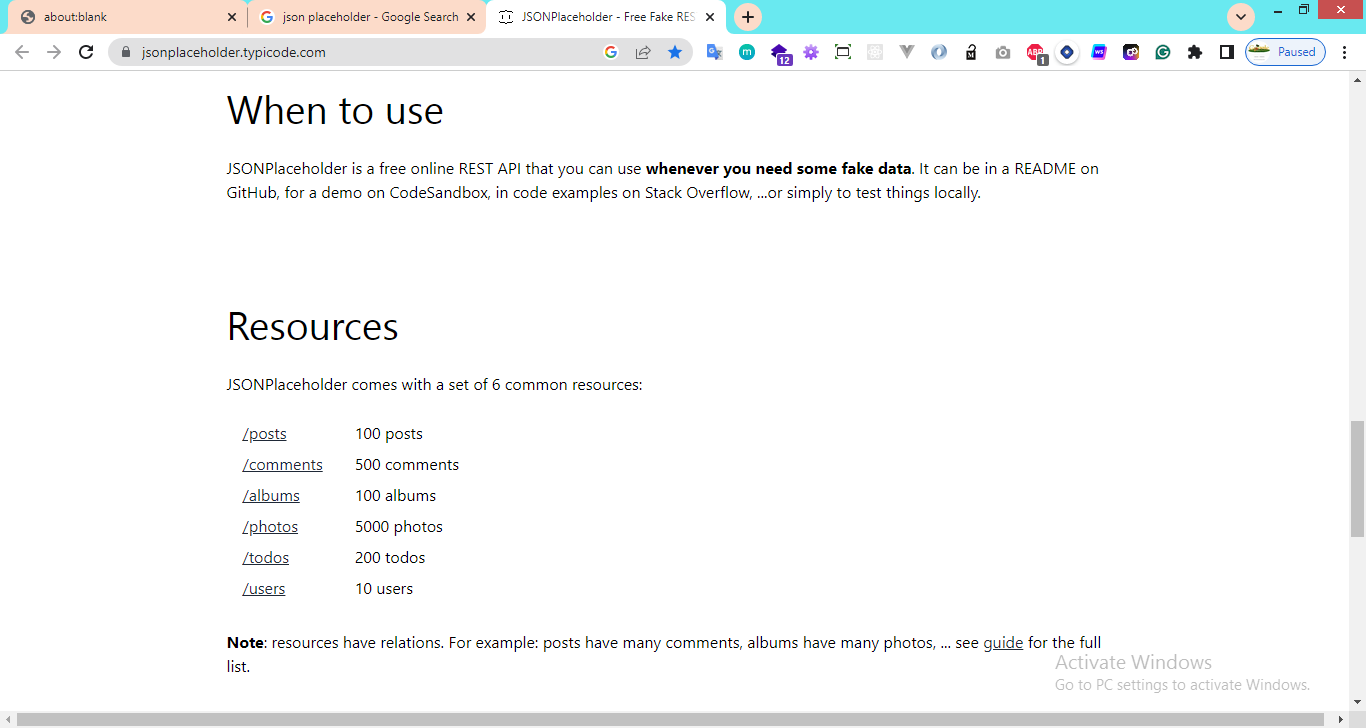 about:blank
json placeholder - Google Search
JSONPlaceholder - Free Fake RES
jsonplaceholder.typicode.com
12
1
Paused
When to use
JSONPlaceholder is a free online REST API that you can use whenever you need some fake data. It can be in a README on
GitHub, for a demo on CodeSandbox, in code examples on Stack Overflow, ...or simply to test things locally.
Resources
JSONPlaceholder comes with a set of 6 common resources:
/posts 100 posts
/comments 500 comments
/albums 100 albums
/photos 5000 photos
/todos 200 todos
/users 10 users
Note: resources have relations. For example: posts have many comments, albums have many photos, ... see guide for the full
list.
Activate Windows
Go to PC settings to activate Windows.